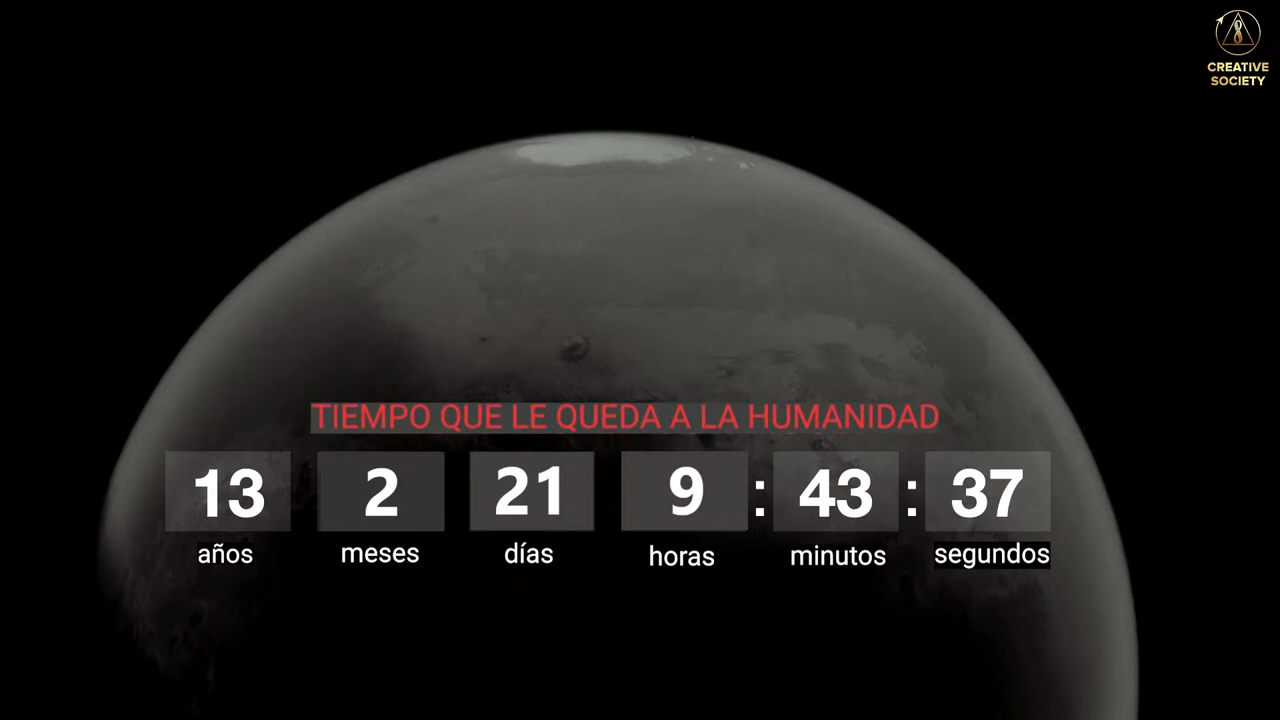 CREATIVE
SOCIETY
TIEMPO QUE LE QUEDA A LA HUMANIDAD
13 2 21 9 : 43 : 37
años meses días horas minutos segundos